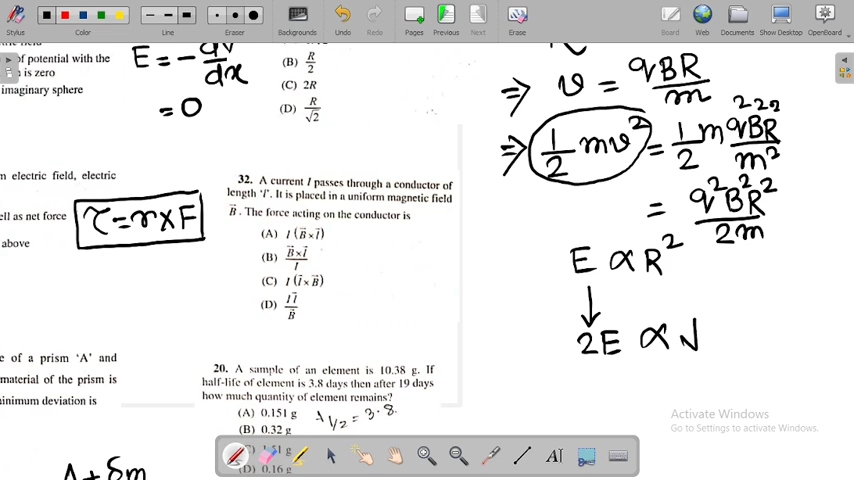 Stylus
Color
Line
Eraser
Backgrounds
Undo
Redo
Pages
Previous
Next
Erase
Board
Web
Documents
Show Desktop
OpenBoard
of potential with the
is zero
imaginary sphere
E = - dV/dx
= 0
(B) R/2
(C) 2R
(D) R/√2
⇒ v = qBR/m
⇒ 1/2 mv² = 1/2 m q²B²R²/m²
= q²B²R²/2m
E ∝ R²
↓
2E ∝ √
m electric field, electric
ell as net force
above
τ = r × F
32. A current I passes through a conductor of
length 'l'. It is placed in a uniform magnetic field
B⃗. The force acting on the conductor is
(A) I (B⃗ × l⃗)
(B) B⃗ × l⃗ / I
(C) I (l⃗ × B⃗)
(D) I l⃗ / B⃗
e of a prism 'A' and
material of the prism is
inimum deviation is
A + δm
20. A sample of an element is 10.38 g. If
half-life of element is 3.8 days then after 19 days
how much quantity of element remains?
(A) 0.151 g
(B) 0.32 g
1.51 g
(D) 0.16 g
1/2 = 3.8
Activate Windows
Go to Settings to activate Windows.